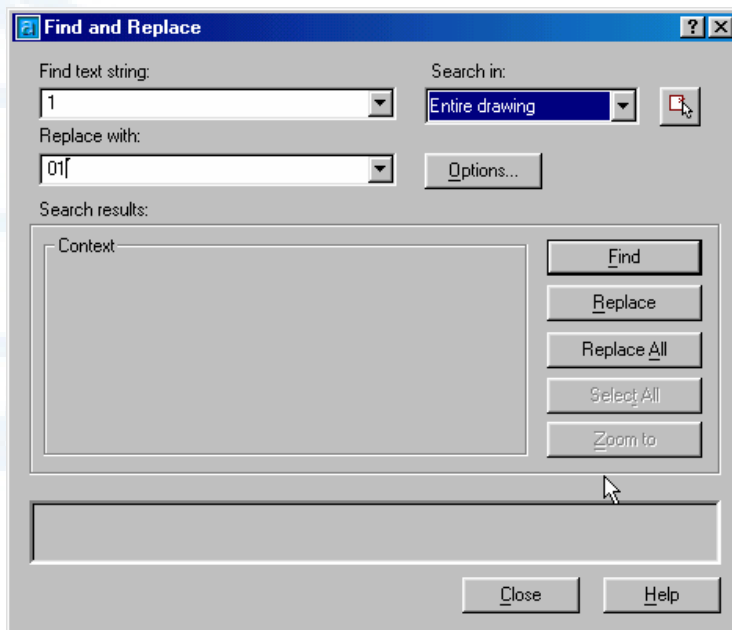 Find and Replace
Find text string:
Search in:
1
Entire drawing
Replace with:
01
Options...
Search results:
Context
Find
Replace
Replace All
Select All
Zoom to
Close
Help